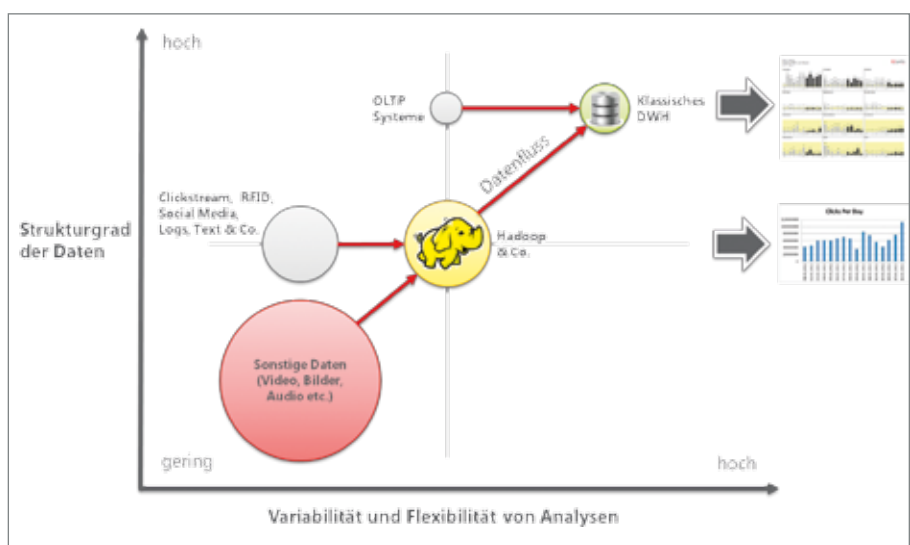 hoch
OLTP
Systeme
Klassisches
DWH
Datenfluss
Clickstream, RFID,
Social Media,
Logs, Text & Co.
Strukturgrad
der Daten
Hadoop
& Co.
Clicks Per Day
Sonstige Daten
(Video, Bilder,
Audio etc.)
gering
hoch
Variabilität und Flexibilität von Analysen